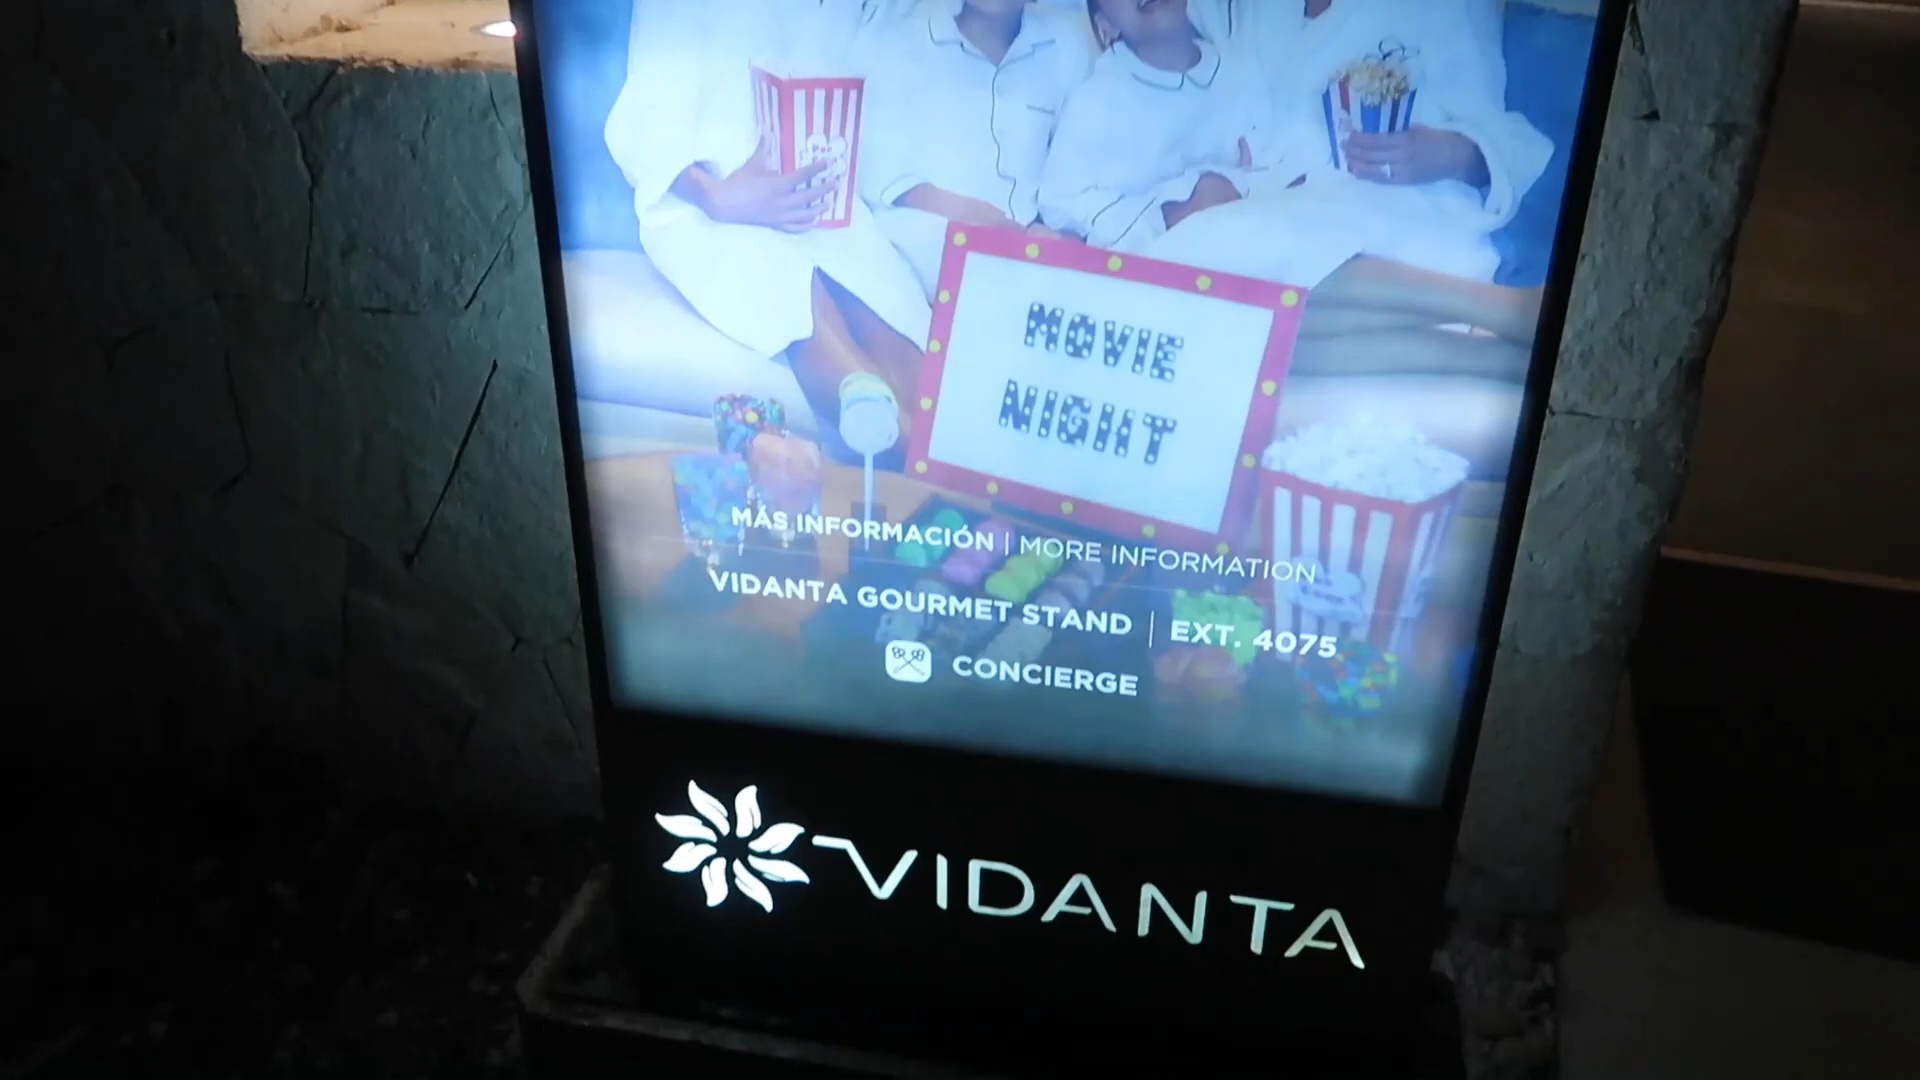 MOVIE
NIGHT
MÁS INFORMACIÓN | MORE INFORMATION
VIDANTA GOURMET STAND | EXT. 4075
CONCIERGE
VIDANTA